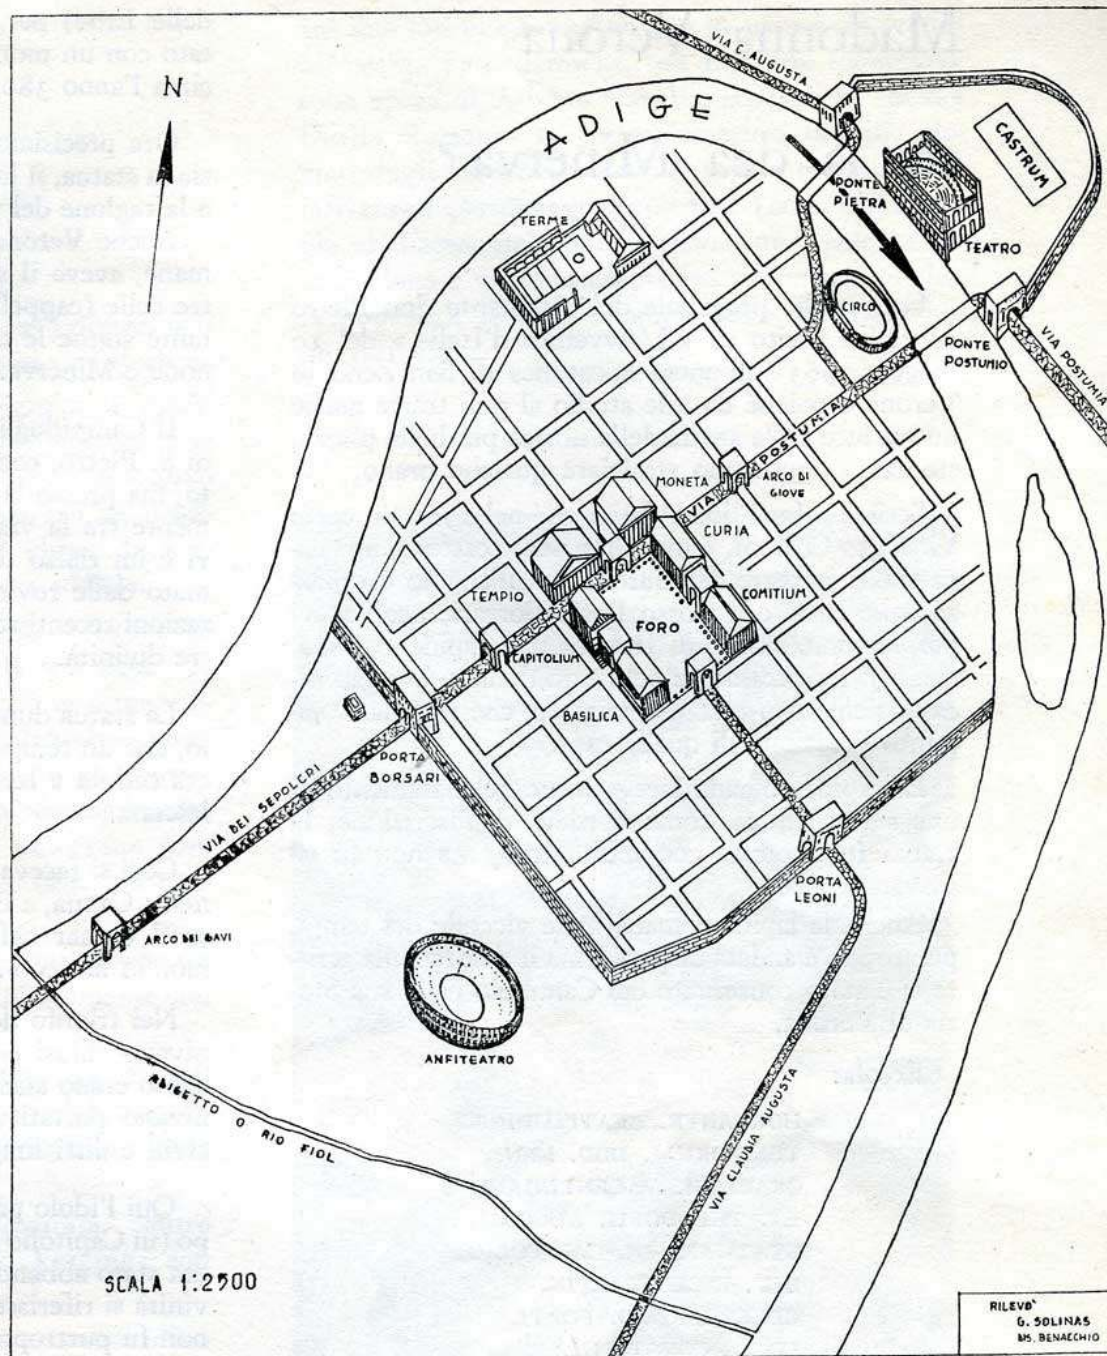 N
VIA C. AUGUSTA
ADIGE
CASTRUM
PONTE
PIETRA
TEATRO
TERME
CIRCO
PONTE
POSTUMIO
VIA POSTUMIA
VIA POSTUMIA
MONETA
ARCO DI
GIOVE
CURIA
TEMPIO
COMITIUM
FORO
CAPITOLIUM
BASILICA
PORTA
BORSARI
VIA DEI SEPOLCRI
PORTA
LEONI
ARCO DEI GAVI
ANFITEATRO
ADIGETTO O RIO FIOL
VIA CLAUDIA AUGUSTA
SCALA 1:2500
RILEVO'
G. SOLINAS
DIS. BENACCHIO